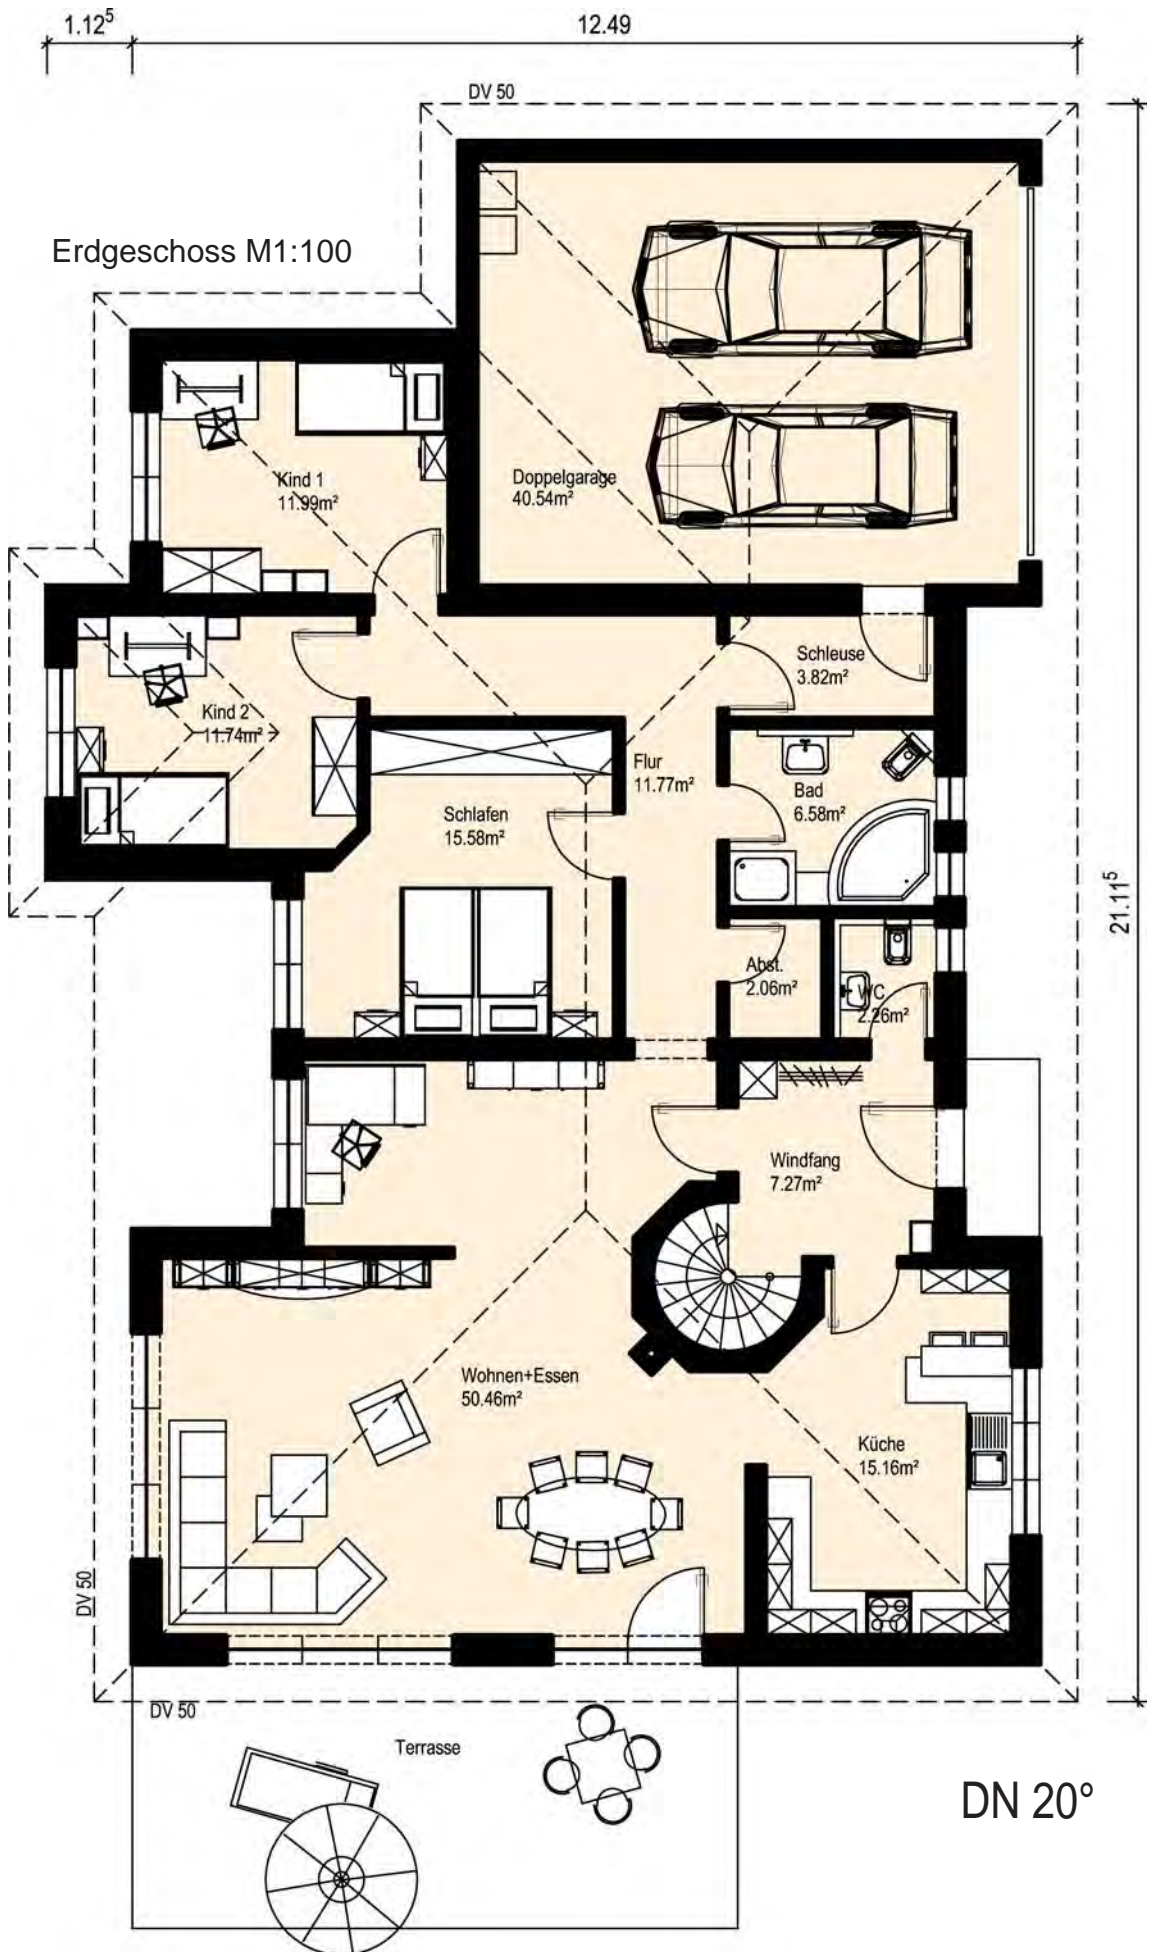 1.12⁵
12.49
DV 50
Erdgeschoss M1:100
Kind 1
11.99m²
Doppelgarage
40.54m²
Schleuse
3.82m²
Kind 2
11.74m²
Flur
11.77m²
Bad
6.58m²
Schlafen
15.58m²
21.11⁵
Abst.
2.06m²
WC
2.26m²
Windfang
7.27m²
Wohnen+Essen
50.46m²
Küche
15.16m²
DV 50
DV 50
Terrasse
DN 20°